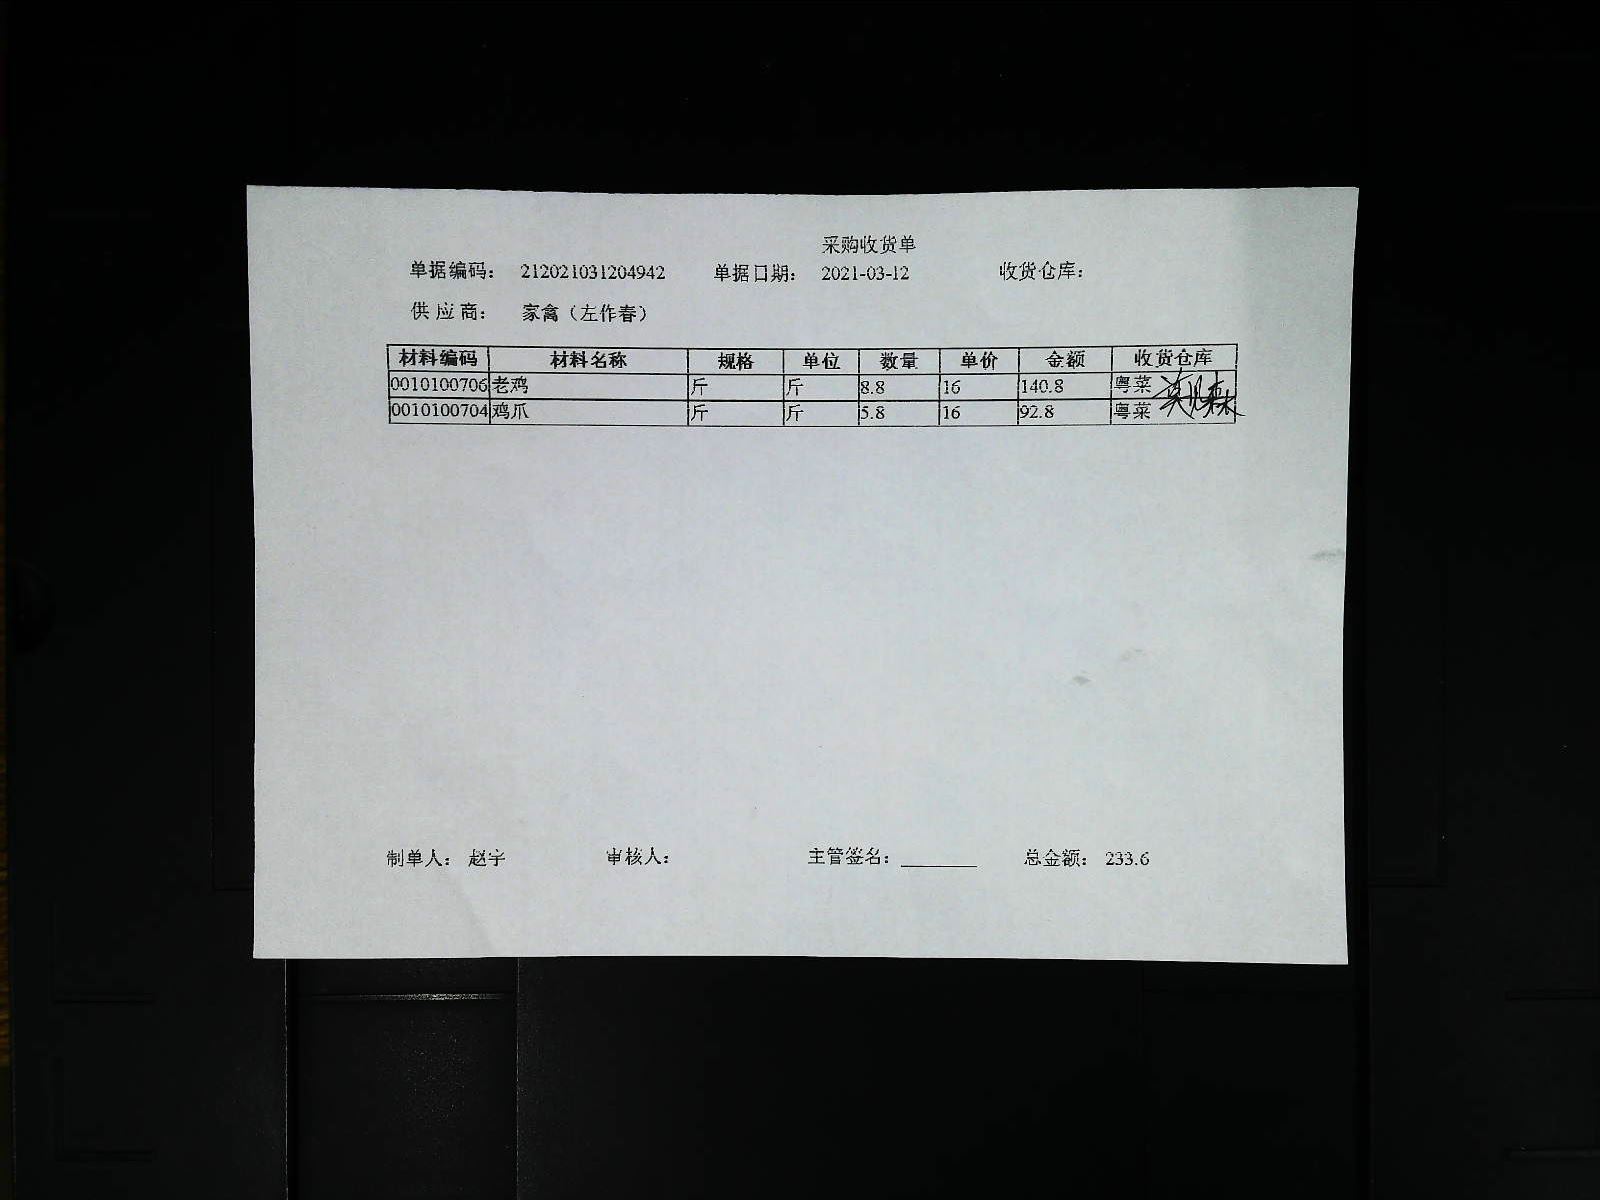 采购收货单
单据编码： 212021031204942 单据日期： 2021-03-12 收货仓库：
供 应 商： 家禽（左作春）
材料编码 材料名称 规格 单位 数量 单价 金额 收货仓库
0010100706 老鸡 斤 斤 8.8 16 140.8 粤菜
0010100704 鸡爪 斤 斤 5.8 16 92.8 粤菜
制单人： 赵宇 审核人： 主管签名： 总金额： 233.6